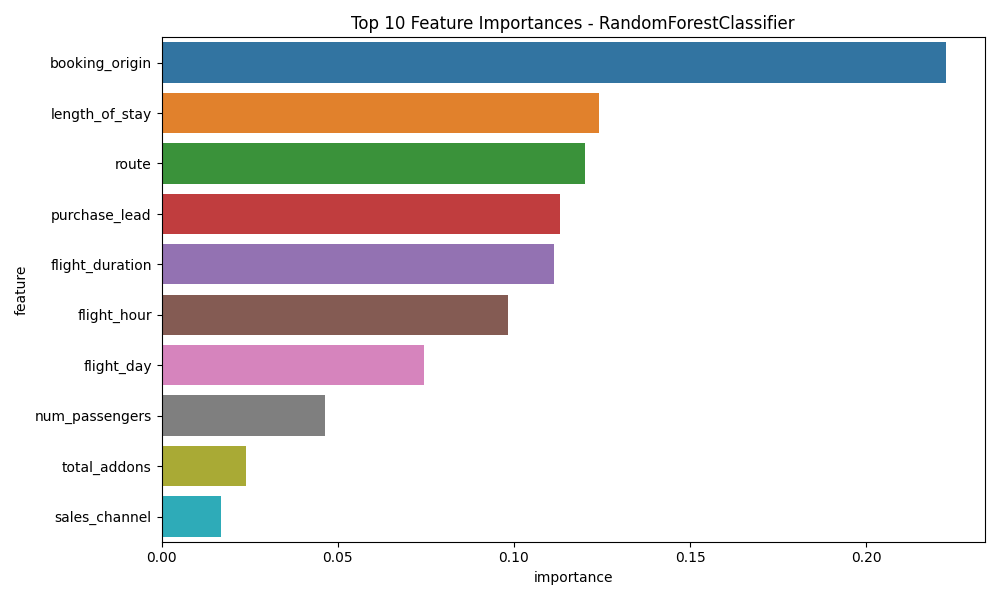 Top 10 Feature Importances - RandomForestClassifier
feature
booking_origin
length_of_stay
route
purchase_lead
flight_duration
flight_hour
flight_day
num_passengers
total_addons
sales_channel
0.00 0.05 0.10 0.15 0.20
importance